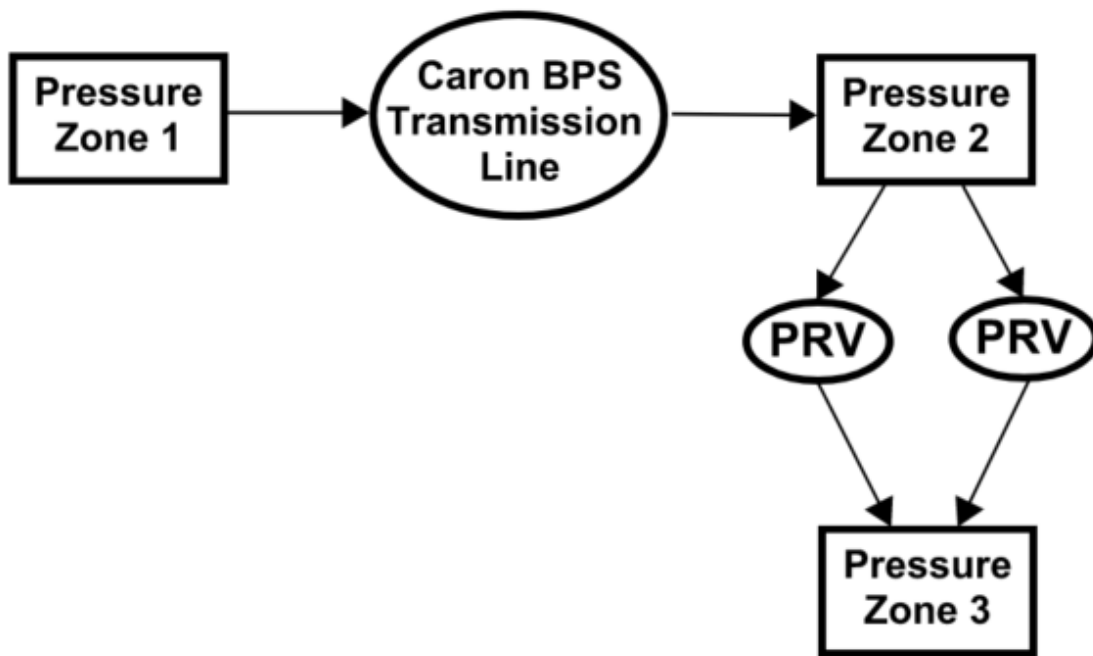 Pressure
Zone 1
Caron BPS
Transmission
Line
Pressure
Zone 2
PRV
PRV
Pressure
Zone 3